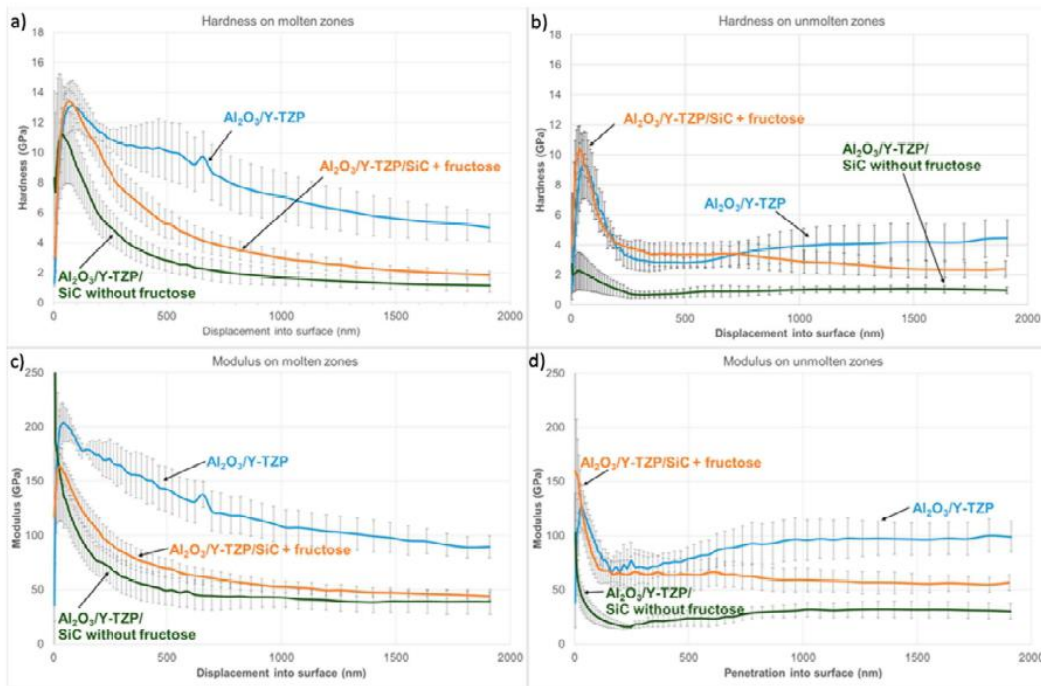 a)
Hardness on molten zones
Hardness (GPa)
18
16
14
12
10
8
6
4
2
0
Al₂O₃/Y-TZP
Al₂O₃/Y-TZP/SiC + fructose
Al₂O₃/Y-TZP/
SiC without fructose
0
500
1000
1500
2000
Displacement into surface (nm)
b)
Hardness on unmolten zones
Hardness (GPa)
18
16
14
12
10
8
6
4
2
0
Al₂O₃/Y-TZP/SiC + fructose
Al₂O₃/Y-TZP/
SiC without fructose
Al₂O₃/Y-TZP
0
500
1000
1500
2000
Displacement into surface (nm)
c)
Modulus on molten zones
Modulus (GPa)
250
200
150
100
50
0
Al₂O₃/Y-TZP
Al₂O₃/Y-TZP/SiC + fructose
Al₂O₃/Y-TZP/
SiC without fructose
0
500
1000
1500
2000
Displacement into surface (nm)
d)
Modulus on unmolten zones
Modulus (GPa)
250
200
150
100
50
0
Al₂O₃/Y-TZP/SiC + fructose
Al₂O₃/Y-TZP
Al₂O₃/Y-TZP/
SiC without fructose
0
500
1000
1500
2000
Penetration into surface (nm)